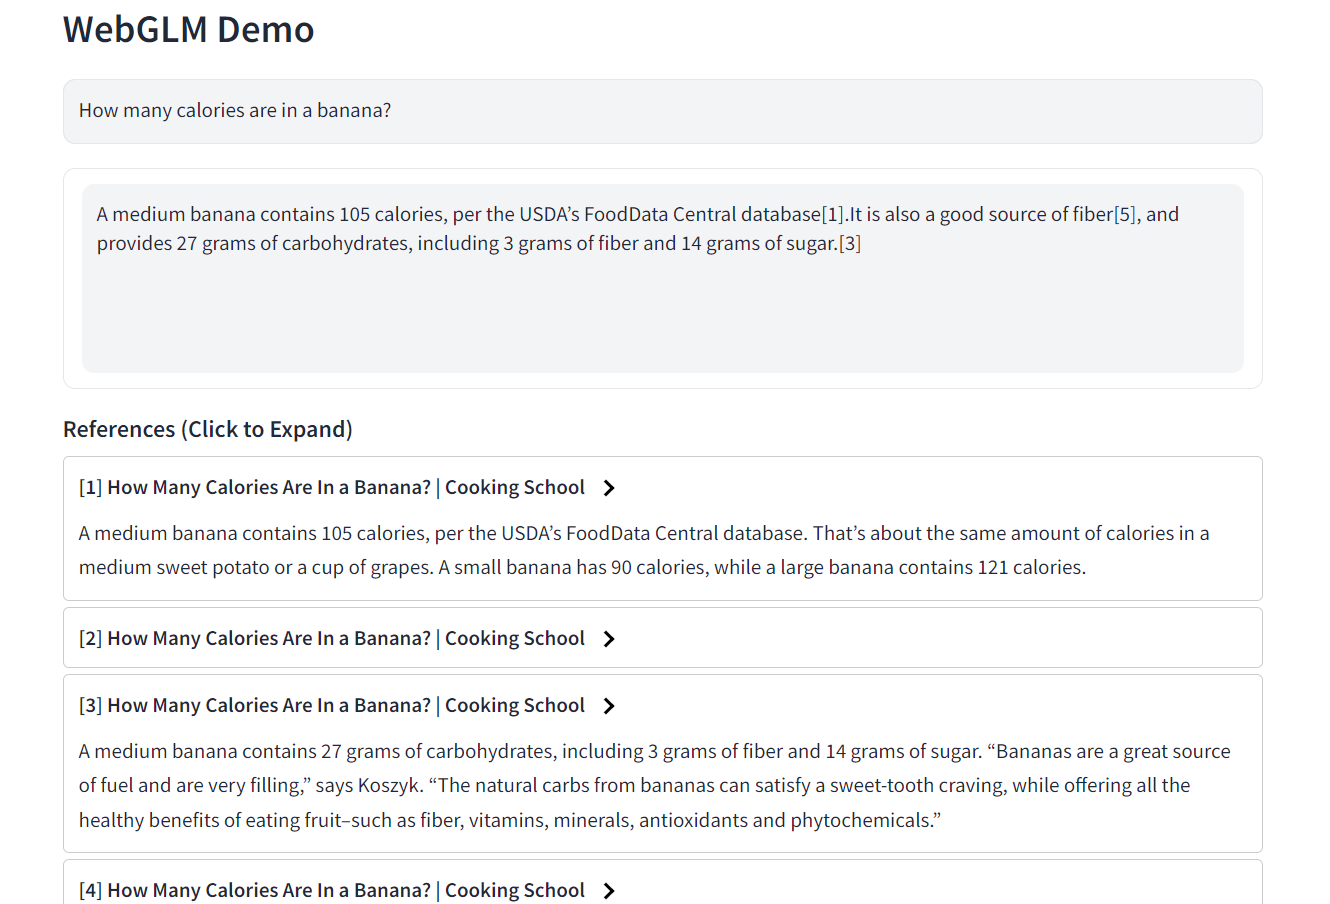 WebGLM Demo
How many calories are in a banana?
A medium banana contains 105 calories, per the USDA’s FoodData Central database[1].It is also a good source of fiber[5], and
provides 27 grams of carbohydrates, including 3 grams of fiber and 14 grams of sugar.[3]
References (Click to Expand)
[1] How Many Calories Are In a Banana? | Cooking School
A medium banana contains 105 calories, per the USDA’s FoodData Central database. That’s about the same amount of calories in a
medium sweet potato or a cup of grapes. A small banana has 90 calories, while a large banana contains 121 calories.
[2] How Many Calories Are In a Banana? | Cooking School
[3] How Many Calories Are In a Banana? | Cooking School
A medium banana contains 27 grams of carbohydrates, including 3 grams of fiber and 14 grams of sugar. “Bananas are a great source
of fuel and are very filling,” says Koszyk. “The natural carbs from bananas can satisfy a sweet-tooth craving, while offering all the
healthy benefits of eating fruit–such as fiber, vitamins, minerals, antioxidants and phytochemicals.”
[4] How Many Calories Are In a Banana? | Cooking School